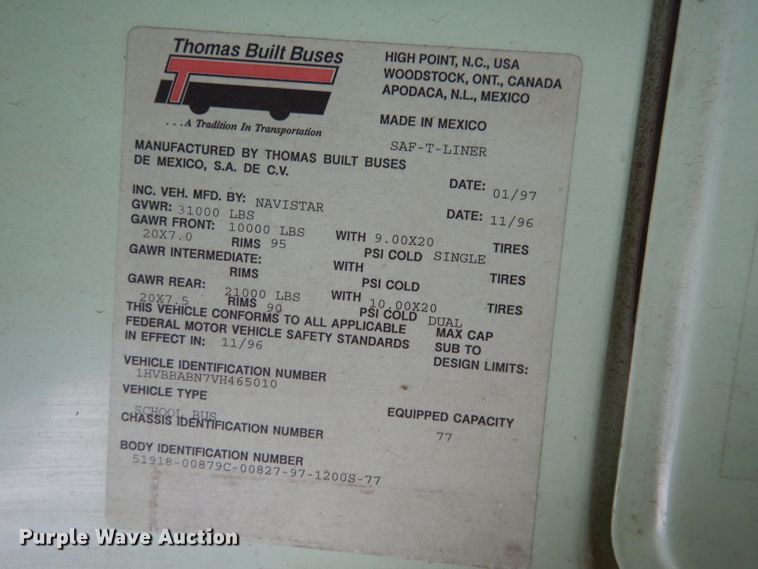 Thomas Built Buses
T
...A Tradition In Transportation
HIGH POINT, N.C., USA
WOODSTOCK, ONT., CANADA
APODACA, N.L., MEXICO
MADE IN MEXICO
SAF-T-LINER
MANUFACTURED BY THOMAS BUILT BUSES
DE MEXICO, S.A. DE C.V.
DATE: 01/97
INC. VEH. MFD. BY: NAVISTAR DATE: 11/96
GVWR: 31000 LBS
GAWR FRONT: 10000 LBS WITH 9.00X20 TIRES
20X7.0 RIMS 95 PSI COLD SINGLE
GAWR INTERMEDIATE: WITH TIRES
RIMS PSI COLD
GAWR REAR: 21000 LBS WITH 10.00X20 TIRES
20X7.5 RIMS 90 PSI COLD DUAL
THIS VEHICLE CONFORMS TO ALL APPLICABLE
FEDERAL MOTOR VEHICLE SAFETY STANDARDS
IN EFFECT IN: 11/96
MAX CAP
SUB TO
DESIGN LIMITS:
VEHICLE IDENTIFICATION NUMBER
1HVBBABN7VH465010
VEHICLE TYPE
SCHOOL BUS
EQUIPPED CAPACITY
77
CHASSIS IDENTIFICATION NUMBER
BODY IDENTIFICATION NUMBER
51918-00879C-00827-97-1200S-77
Purple Wave Auction